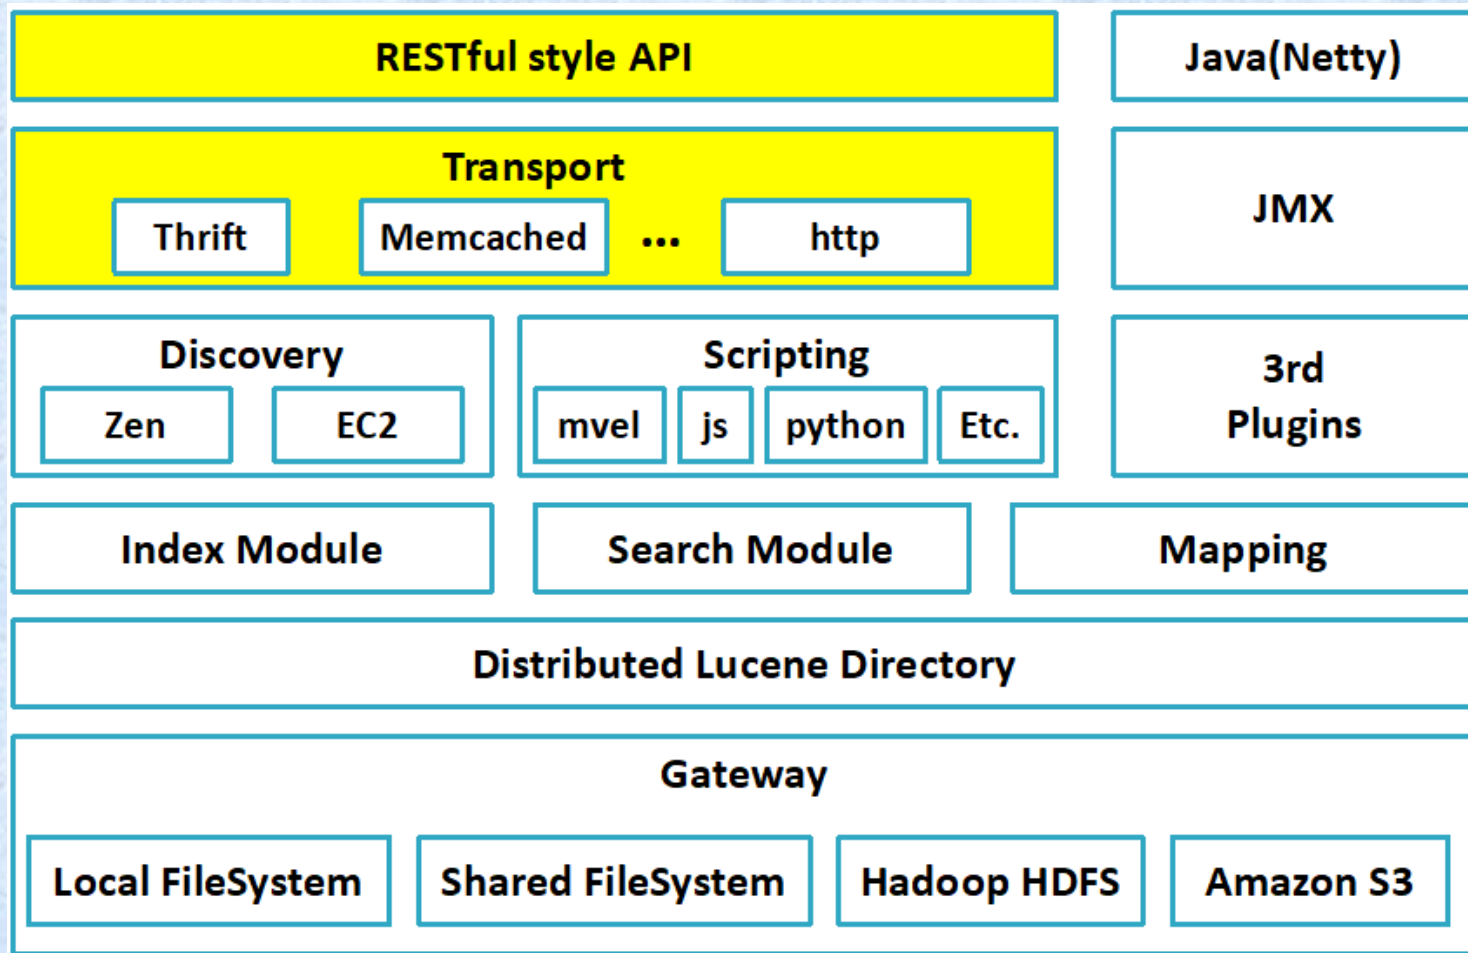 RESTful style API
Java(Netty)
Transport
Thrift
Memcached
...
http
JMX
Discovery
Zen
EC2
Scripting
mvel
js
python
Etc.
3rd
Plugins
Index Module
Search Module
Mapping
Distributed Lucene Directory
Gateway
Local FileSystem
Shared FileSystem
Hadoop HDFS
Amazon S3